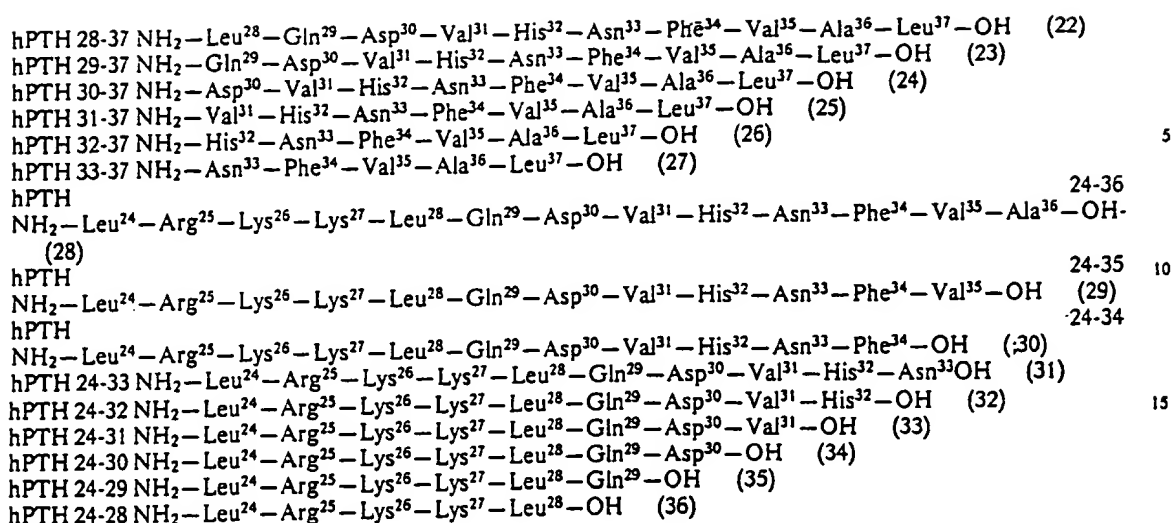 hPTH 28-37 NH₂—Leu²⁸—Gln²⁹—Asp³⁰—Val³¹—His³²—Asn³³—Phe³⁴—Val³⁵—Ala³⁶—Leu³⁷—OH (22)
hPTH 29-37 NH₂—Gln²⁹—Asp³⁰—Val³¹—His³²—Asn³³—Phe³⁴—Val³⁵—Ala³⁶—Leu³⁷—OH (23)
hPTH 30-37 NH₂—Asp³⁰—Val³¹—His³²—Asn³³—Phe³⁴—Val³⁵—Ala³⁶—Leu³⁷—OH (24)
hPTH 31-37 NH₂—Val³¹—His³²—Asn³³—Phe³⁴—Val³⁵—Ala³⁶—Leu³⁷—OH (25)
hPTH 32-37 NH₂—His³²—Asn³³—Phe³⁴—Val³⁵—Ala³⁶—Leu³⁷—OH (26) 5
hPTH 33-37 NH₂—Asn³³—Phe³⁴—Val³⁵—Ala³⁶—Leu³⁷—OH (27)
hPTH 24-36
NH₂—Leu²⁴—Arg²⁵—Lys²⁶—Lys²⁷—Leu²⁸—Gln²⁹—Asp³⁰—Val³¹—His³²—Asn³³—Phe³⁴—Val³⁵—Ala³⁶—OH-
(28)
hPTH 24-35 10
NH₂—Leu²⁴—Arg²⁵—Lys²⁶—Lys²⁷—Leu²⁸—Gln²⁹—Asp³⁰—Val³¹—His³²—Asn³³—Phe³⁴—Val³⁵—OH (29)
hPTH 24-34
NH₂—Leu²⁴—Arg²⁵—Lys²⁶—Lys²⁷—Leu²⁸—Gln²⁹—Asp³⁰—Val³¹—His³²—Asn³³—Phe³⁴—OH (30)
hPTH 24-33 NH₂—Leu²⁴—Arg²⁵—Lys²⁶—Lys²⁷—Leu²⁸—Gln²⁹—Asp³⁰—Val³¹—His³²—Asn³³OH (31)
hPTH 24-32 NH₂—Leu²⁴—Arg²⁵—Lys²⁶—Lys²⁷—Leu²⁸—Gln²⁹—Asp³⁰—Val³¹—His³²—OH (32) 15
hPTH 24-31 NH₂—Leu²⁴—Arg²⁵—Lys²⁶—Lys²⁷—Leu²⁸—Gln²⁹—Asp³⁰—Val³¹—OH (33)
hPTH 24-30 NH₂—Leu²⁴—Arg²⁵—Lys²⁶—Lys²⁷—Leu²⁸—Gln²⁹—Asp³⁰—OH (34)
hPTH 24-29 NH₂—Leu²⁴—Arg²⁵—Lys²⁶—Lys²⁷—Leu²⁸—Gln²⁹—OH (35)
hPTH 24-28 NH₂—Leu²⁴—Arg²⁵—Lys²⁶—Lys²⁷—Leu²⁸—OH (36)